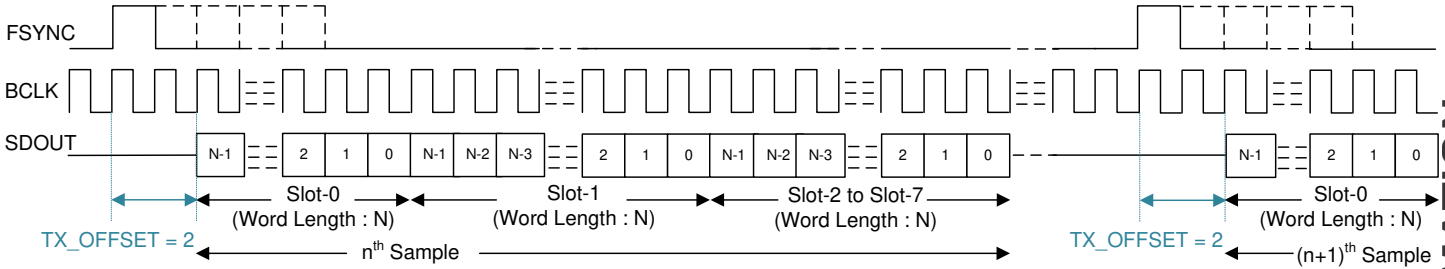 FSYNC
BCLK
SDOUT
N-1 2 1 0 N-1 N-2 N-3 2 1 0 N-1 N-2 N-3 2 1 0 N-1 2 1 0
Slot-0 Slot-1 Slot-2 to Slot-7 Slot-0
(Word Length : N) (Word Length : N) (Word Length : N) (Word Length : N)
TX_OFFSET = 2 nth Sample TX_OFFSET = 2 (n+1)th Sample